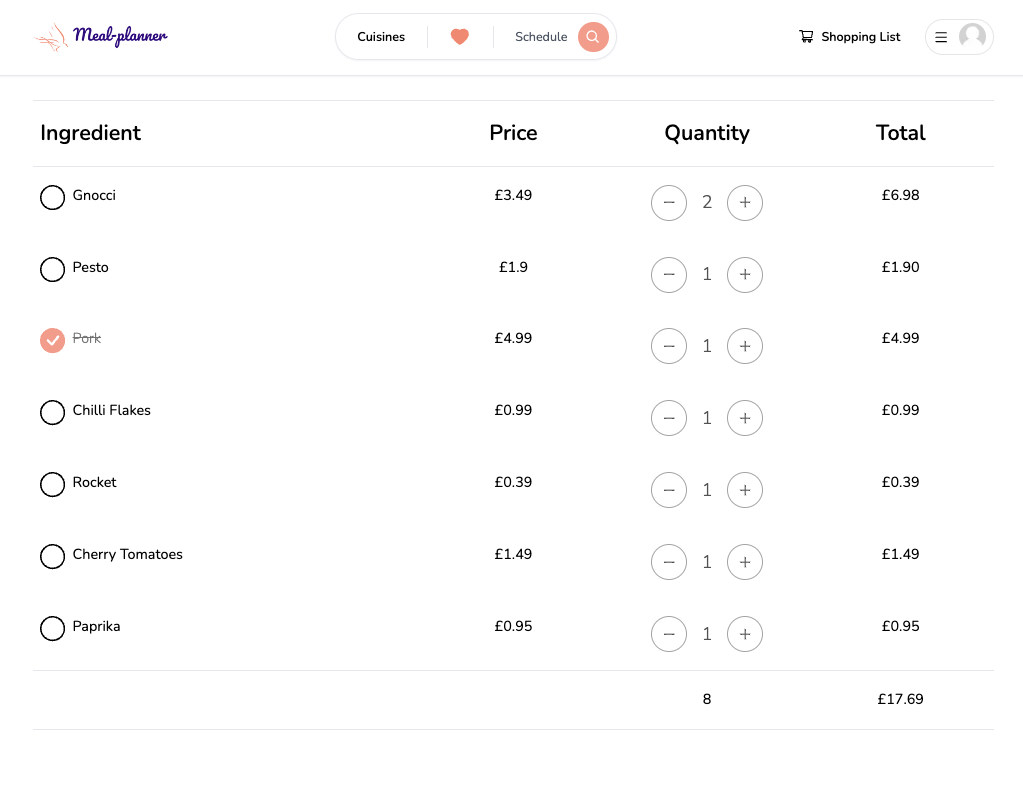 Meal-planner Cuisines Schedule Shopping List
Ingredient Price Quantity Total
Gnocci £3.49 − 2 + £6.98
Pesto £1.9 − 1 + £1.90
Pork £4.99 − 1 + £4.99
Chilli Flakes £0.99 − 1 + £0.99
Rocket £0.39 − 1 + £0.39
Cherry Tomatoes £1.49 − 1 + £1.49
Paprika £0.95 − 1 + £0.95
8 £17.69